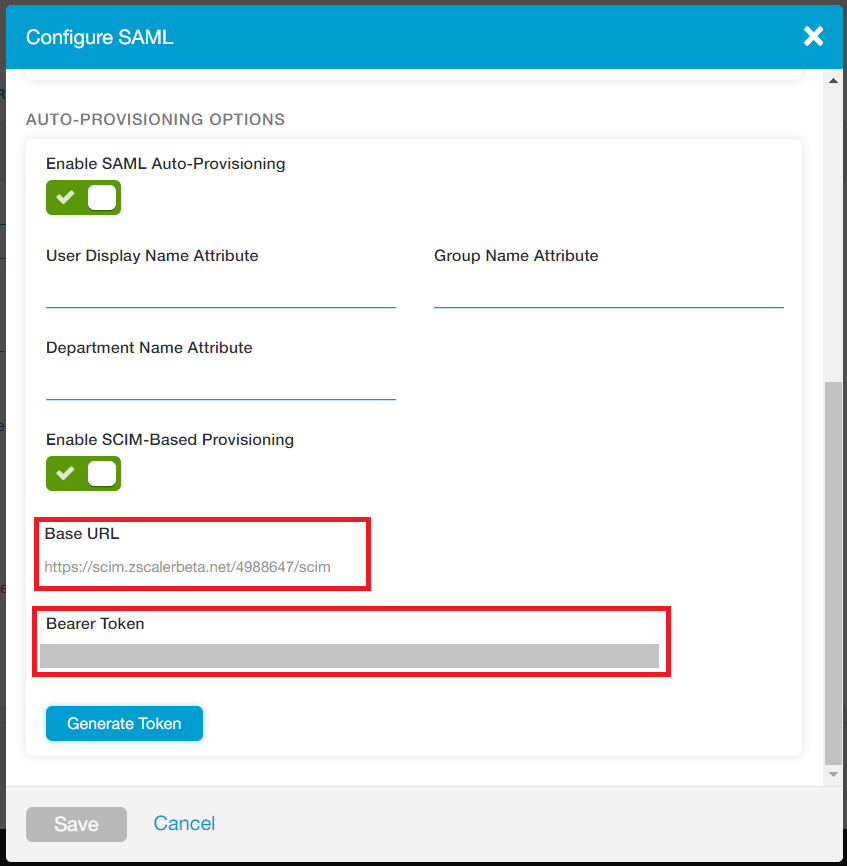 Configure SAML
AUTO-PROVISIONING OPTIONS
Enable SAML Auto-Provisioning
User Display Name Attribute
Group Name Attribute
Department Name Attribute
Enable SCIM-Based Provisioning
Base URL
https://scim.zscalerbeta.net/4988647/scim
Bearer Token
Generate Token
Save
Cancel